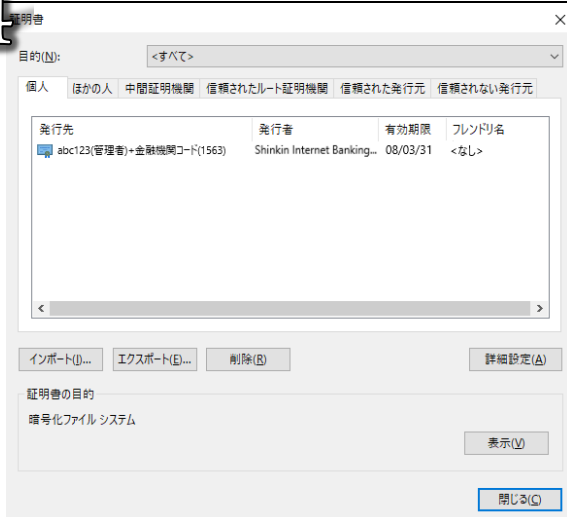 証明書
目的(N):
<すべて>
個人 ほかの人 中間証明機関 信頼されたルート証明機関 信頼された発行元 信頼されない発行元
発行先 発行者 有効期限 フレンドリ名
abc123(管理者)+金融機関コード(1563) Shinkin Internet Banking... 08/03/31 <なし>
インポート(I)... エクスポート(E)... 削除(R) 詳細設定(A)
証明書の目的
暗号化ファイル システム
表示(V)
閉じる(C)